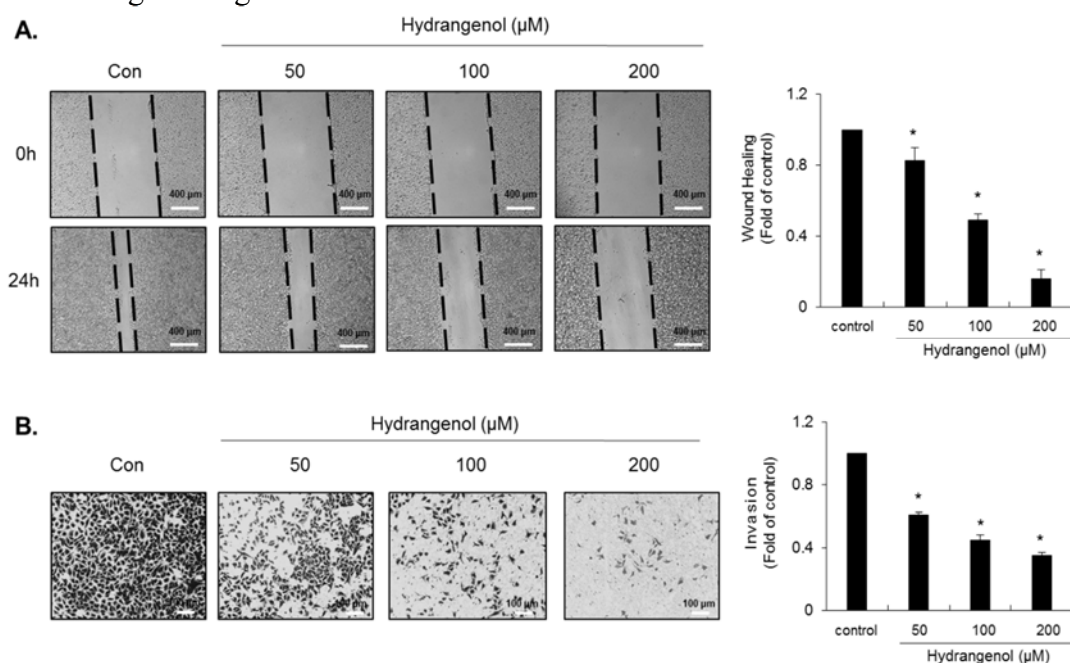 A.
Hydrangenol (µM)
Con 50 100 200
0h
400 µm 400 µm 400 µm 400 µm
24h
400 µm 400 µm 400 µm 400 µm
Wound Healing
(Fold of control)
1.2
0.8
0.4
0
* * *
control 50 100 200
Hydrangenol (µM)
B.
Hydrangenol (µM)
Con 50 100 200
100 µm 100 µm
Invasion
(Fold of control)
1.2
0.8
0.4
0
* * *
control 50 100 200
Hydrangenol (µM)